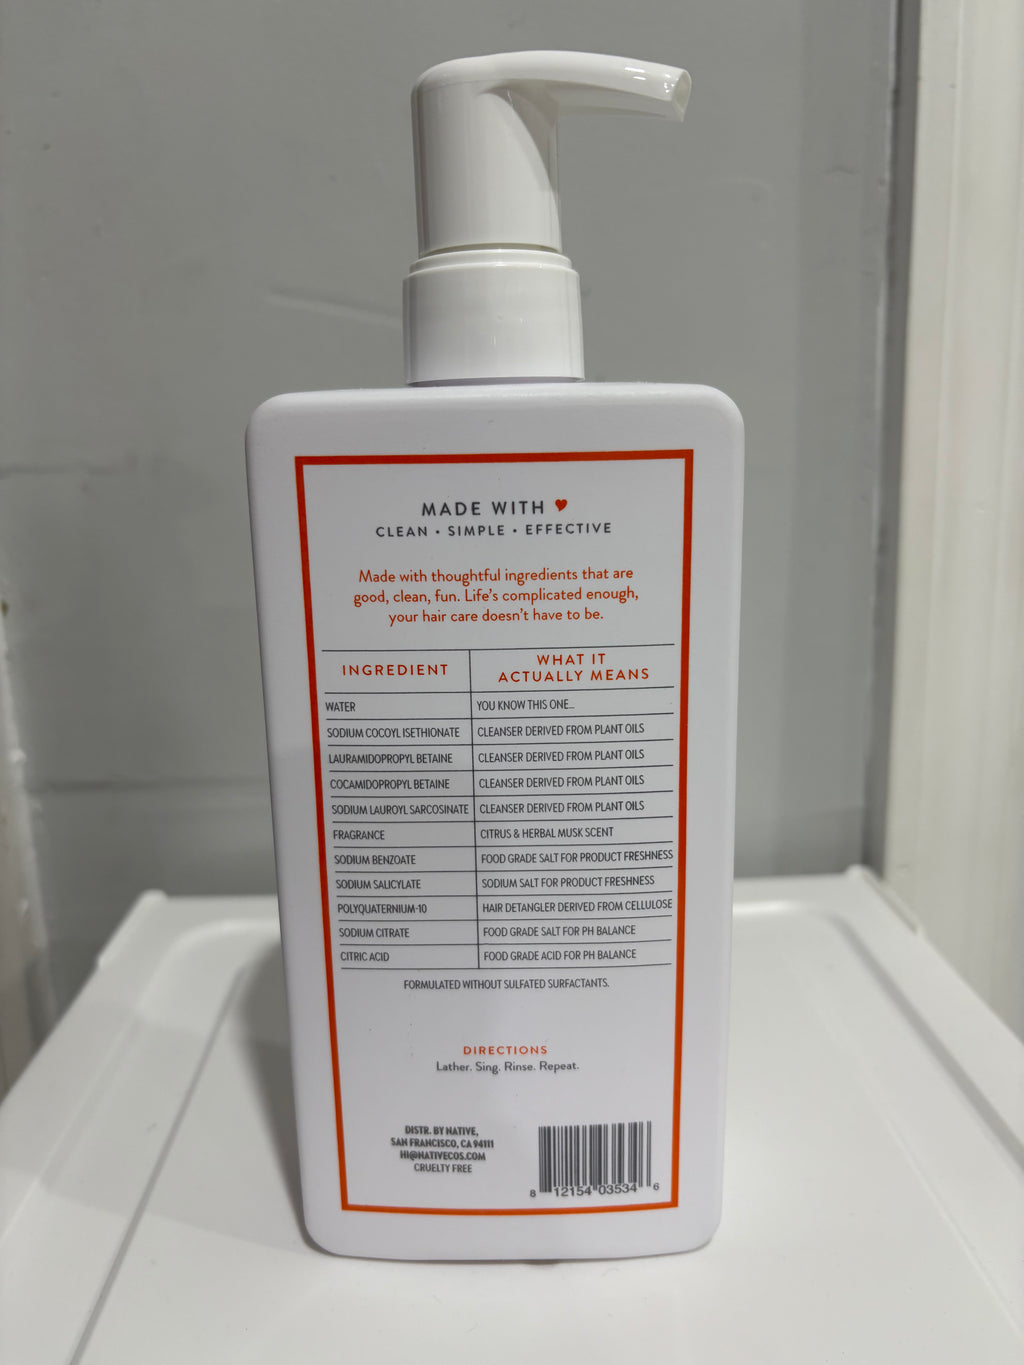 MADE WITH ♥
CLEAN • SIMPLE • EFFECTIVE
Made with thoughtful ingredients that are
good, clean, fun. Life's complicated enough,
your hair care doesn't have to be.
INGREDIENT
WHAT IT
ACTUALLY MEANS
WATER YOU KNOW THIS ONE...
SODIUM COCOYL ISETHIONATE CLEANSER DERIVED FROM PLANT OILS
LAURAMIDOPROPYL BETAINE CLEANSER DERIVED FROM PLANT OILS
COCAMIDOPROPYL BETAINE CLEANSER DERIVED FROM PLANT OILS
SODIUM LAUROYL SARCOSINATE CLEANSER DERIVED FROM PLANT OILS
FRAGRANCE CITRUS & HERBAL MUSK SCENT
SODIUM BENZOATE FOOD GRADE SALT FOR PRODUCT FRESHNESS
SODIUM SALICYLATE SODIUM SALT FOR PRODUCT FRESHNESS
POLYQUATERNIUM-10 HAIR DETANGLER DERIVED FROM CELLULOSE
SODIUM CITRATE FOOD GRADE SALT FOR PH BALANCE
CITRIC ACID FOOD GRADE ACID FOR PH BALANCE
FORMULATED WITHOUT SULFATED SURFACTANTS.
DIRECTIONS
Lather. Sing. Rinse. Repeat.
DISTR. BY NATIVE,
SAN FRANCISCO, CA 94111
HI@NATIVECOS.COM
CRUELTY FREE
8 12154 03534 6